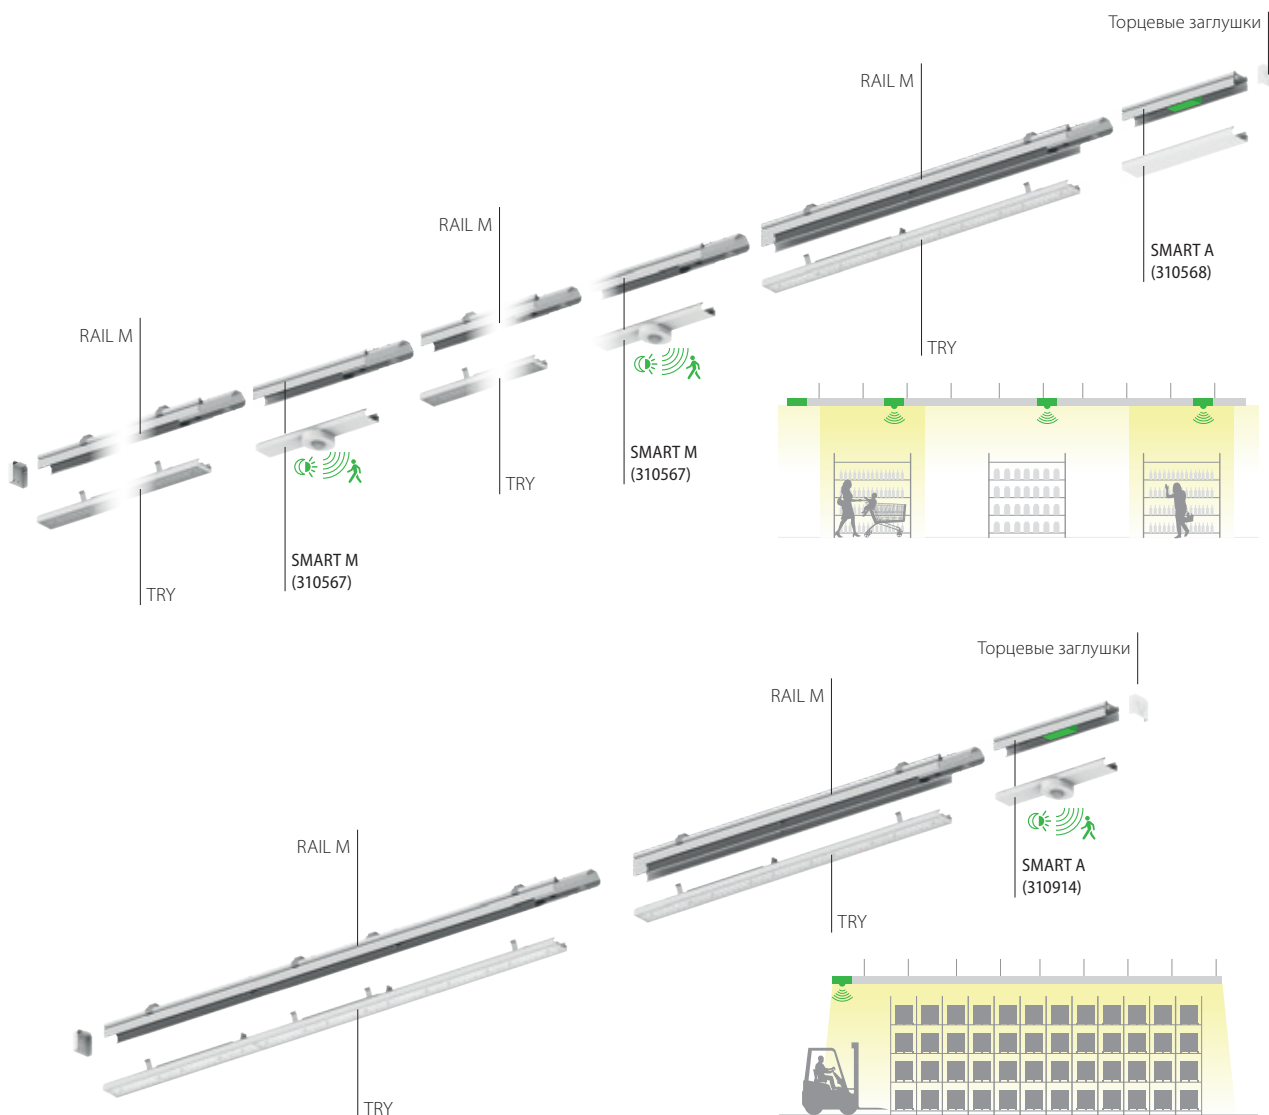 Торцевые заглушки
RAIL M
RAIL M
SMART A
(310568)
RAIL M
TRY
SMART M
(310567)
TRY
SMART M
(310567)
TRY
Торцевые заглушки
RAIL M
RAIL M
SMART A
(310914)
TRY
TRY